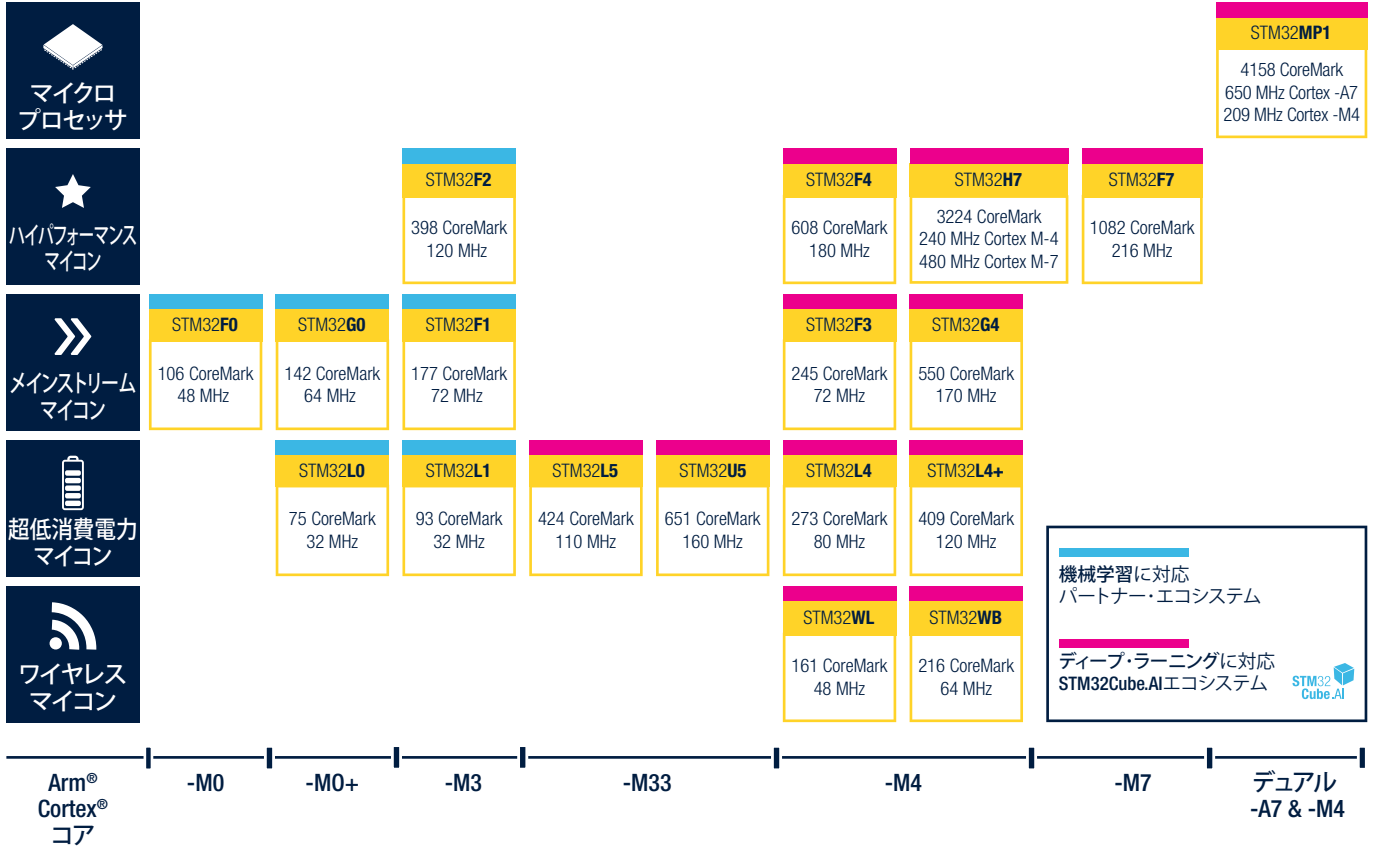 マイクロ
プロセッサ
STM32MP1
4158 CoreMark
650 MHz Cortex -A7
209 MHz Cortex -M4
ハイパフォーマンス
マイコン
STM32F2
398 CoreMark
120 MHz
STM32F4
608 CoreMark
180 MHz
STM32H7
3224 CoreMark
240 MHz Cortex M-4
480 MHz Cortex M-7
STM32F7
1082 CoreMark
216 MHz
メインストリーム
マイコン
STM32F0
106 CoreMark
48 MHz
STM32G0
142 CoreMark
64 MHz
STM32F1
177 CoreMark
72 MHz
STM32F3
245 CoreMark
72 MHz
STM32G4
550 CoreMark
170 MHz
超低消費電力
マイコン
STM32L0
75 CoreMark
32 MHz
STM32L1
93 CoreMark
32 MHz
STM32L5
424 CoreMark
110 MHz
STM32U5
651 CoreMark
160 MHz
STM32L4
273 CoreMark
80 MHz
STM32L4+
409 CoreMark
120 MHz
ワイヤレス
マイコン
STM32WL
161 CoreMark
48 MHz
STM32WB
216 CoreMark
64 MHz
機械学習に対応
パートナー・エコシステム
ディープ・ラーニングに対応
STM32Cube.AIエコシステム
STM32
Cube.AI
Arm®
Cortex®
コア
-M0
-M0+
-M3
-M33
-M4
-M7
デュアル
-A7 & -M4